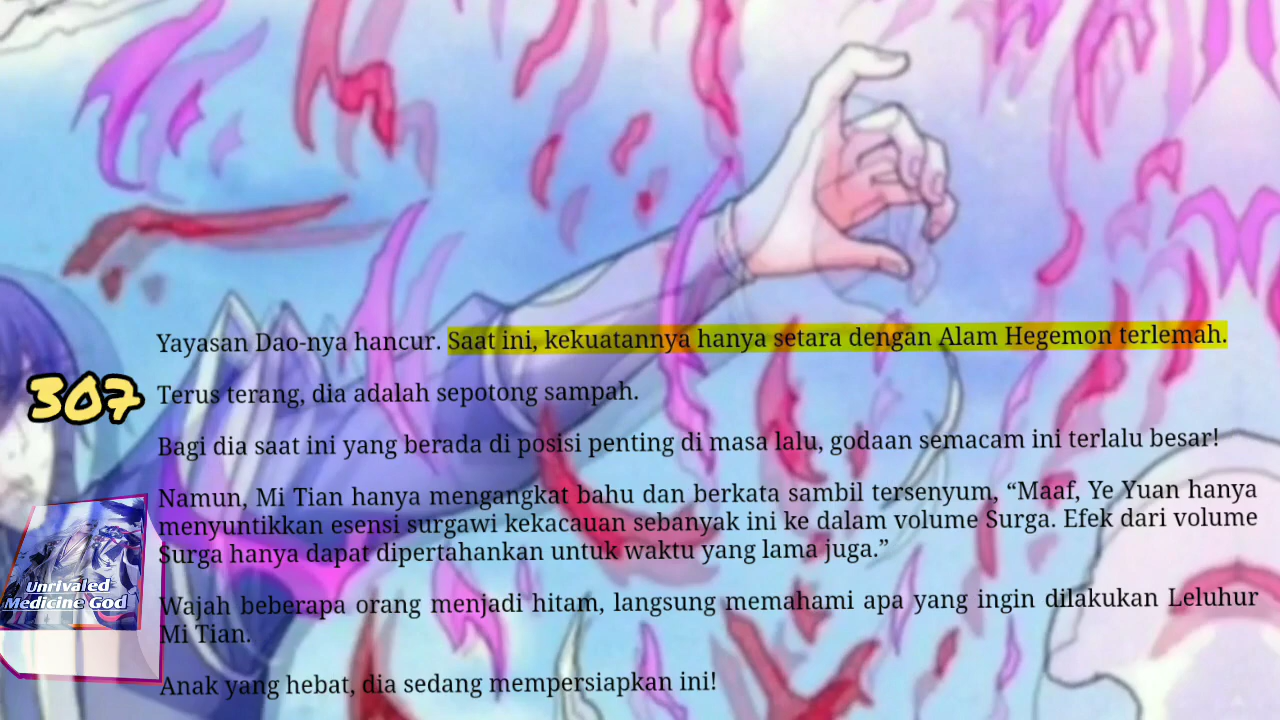 Yayasan Dao-nya hancur. Saat ini, kekuatannya hanya setara dengan Alam Hegemon terlemah.
307
Terus terang, dia adalah sepotong sampah.
Bagi dia saat ini yang berada di posisi penting di masa lalu, godaan semacam ini terlalu besar!
Namun, Mi Tian hanya mengangkat bahu dan berkata sambil tersenyum, “Maaf, Ye Yuan hanya
menyuntikkan esensi surgawi kekacauan sebanyak ini ke dalam volume Surga. Efek dari volume
Surga hanya dapat dipertahankan untuk waktu yang lama juga.”
Unrivaled
Medicine God
Wajah beberapa orang menjadi hitam, langsung memahami apa yang ingin dilakukan Leluhur
Mi Tian.
Anak yang hebat, dia sedang mempersiapkan ini!